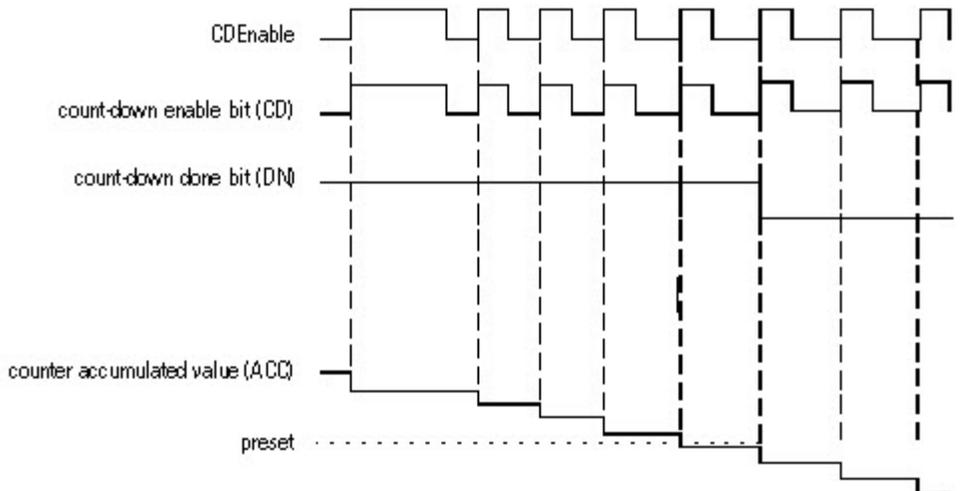 CDEnable
count-down enable bit (CD)
count-down done bit (DN)
counter accumulated value (ACC)
preset